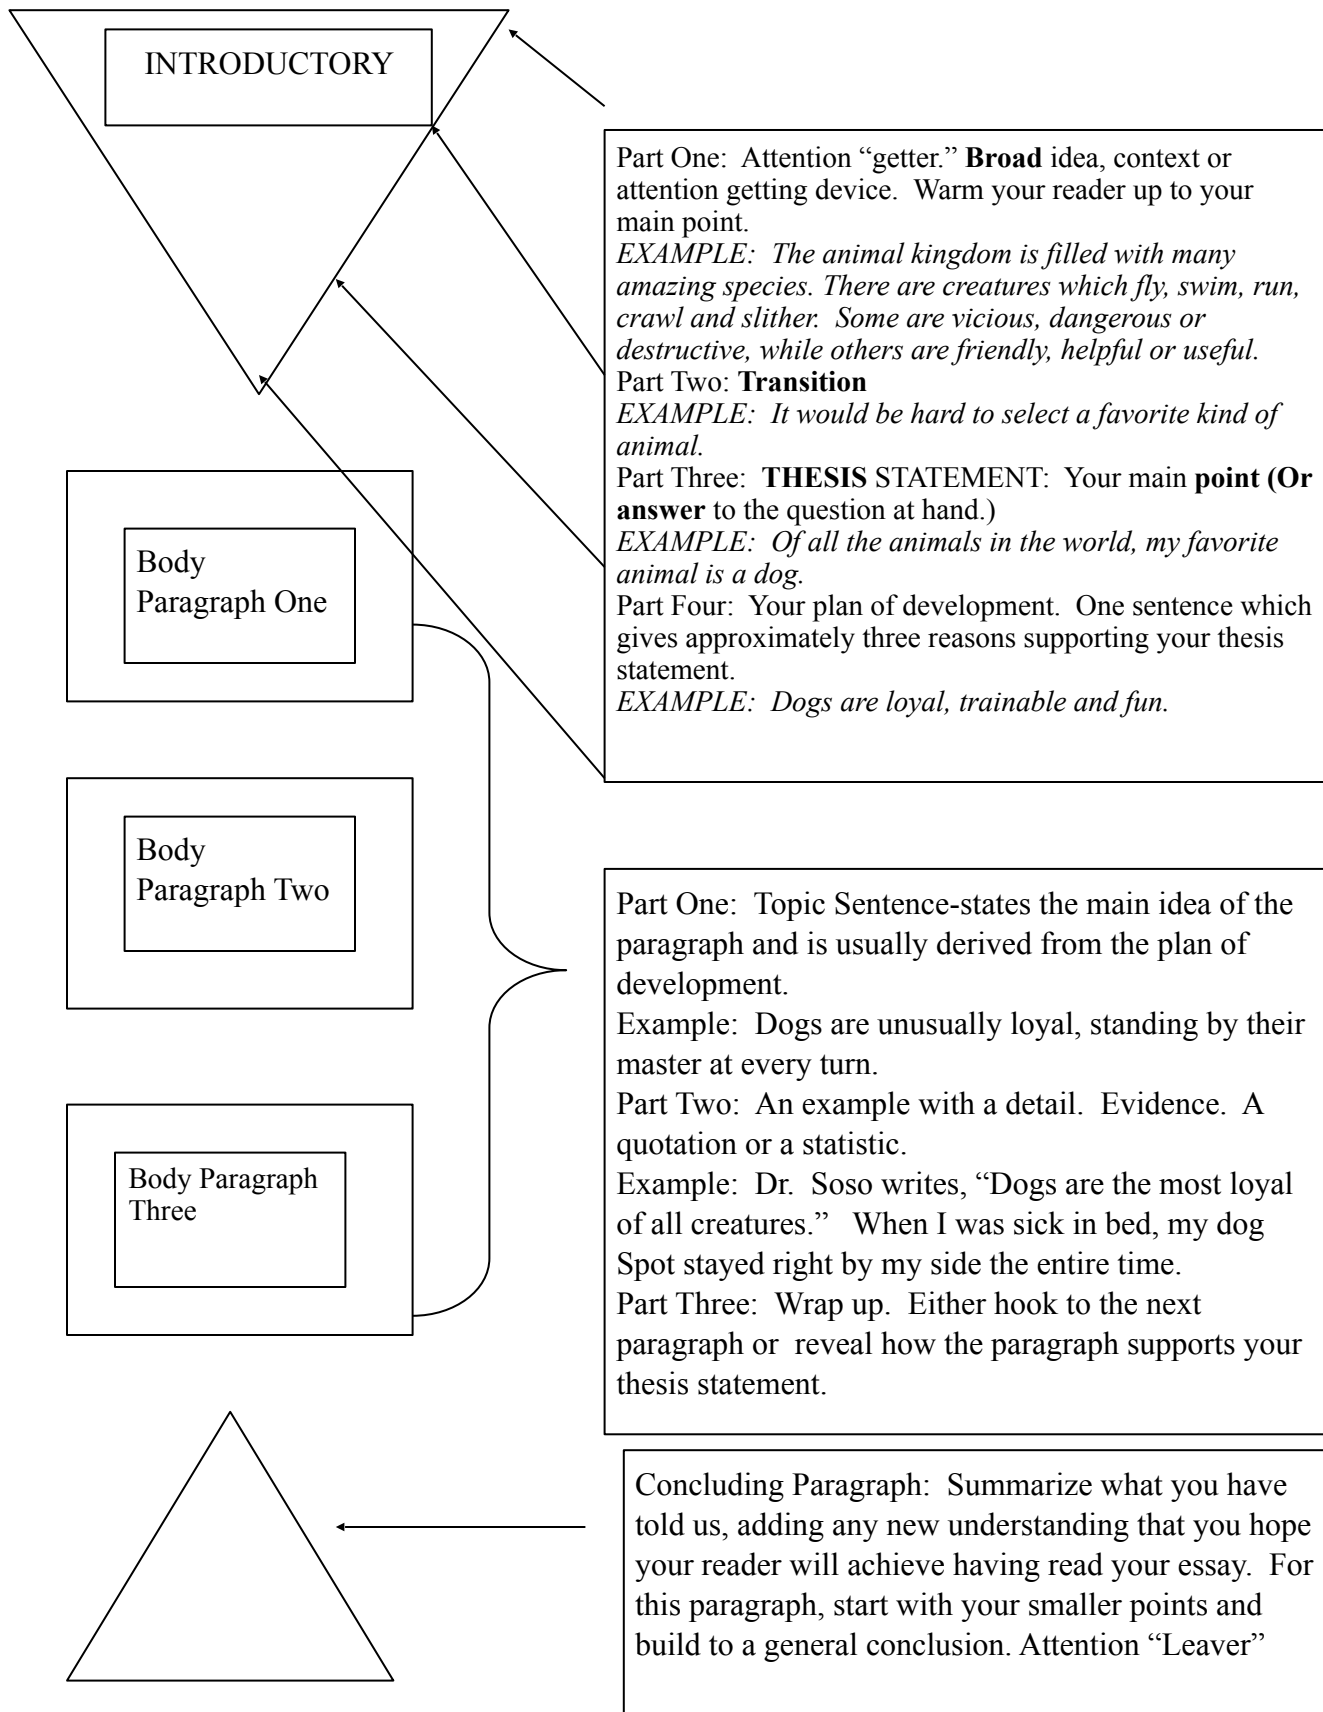 INTRODUCTORY
Part One:  Attention “getter.”  Broad idea, context or
attention getting device.  Warm your reader up to your
main point.
EXAMPLE:  The animal kingdom is filled with many
amazing species. There are creatures which fly, swim, run,
crawl and slither.  Some are vicious, dangerous or
destructive, while others are friendly, helpful or useful.
Part Two: Transition
EXAMPLE:  It would be hard to select a favorite kind of
animal.
Part Three:  THESIS STATEMENT:  Your main point (Or
answer to the question at hand.)
EXAMPLE:  Of all the animals in the world, my favorite
animal is a dog.
Part Four:  Your plan of development.  One sentence which
gives approximately three reasons supporting your thesis
statement.
EXAMPLE:  Dogs are loyal, trainable and fun.
Body
Paragraph One
Body
Paragraph Two
Body Paragraph
Three
Part One:  Topic Sentence-states the main idea of the
paragraph and is usually derived from the plan of
development.
Example:  Dogs are unusually loyal, standing by their
master at every turn.
Part Two:  An example with a detail.  Evidence.  A
quotation or a statistic.
Example:  Dr.  Soso writes, “Dogs are the most loyal
of all creatures.”   When I was sick in bed, my dog
Spot stayed right by my side the entire time.
Part Three:  Wrap up.  Either hook to the next
paragraph or  reveal how the paragraph supports your
thesis statement.
Concluding Paragraph:  Summarize what you have
told us, adding any new understanding that you hope
your reader will achieve having read your essay.  For
this paragraph, start with your smaller points and
build to a general conclusion. Attention “Leaver”